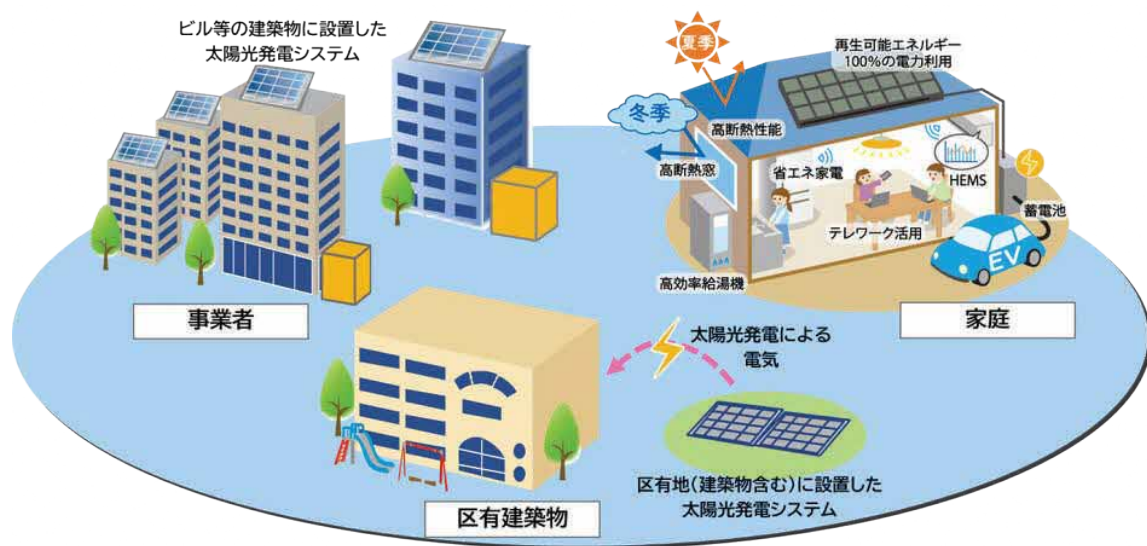 ビル等の建築物に設置した
太陽光発電システム
事業者
夏季
冬季
再生可能エネルギー
100%の電力利用
高断熱性能
高断熱窓
省エネ家電
HEMS
テレワーク活用
蓄電池
EV
高効率給湯機
家庭
太陽光発電による
電気
区有地(建築物含む)に設置した
太陽光発電システム
区有建築物